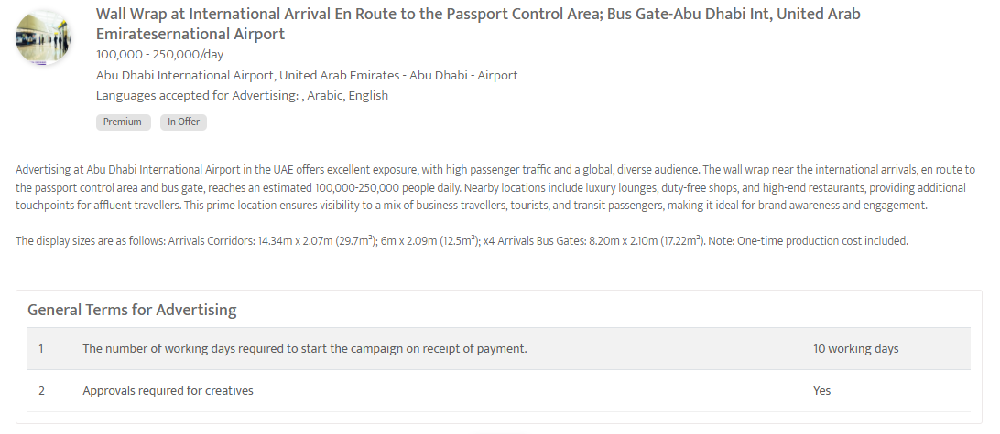 Wall Wrap at International Arrival En Route to the Passport Control Area; Bus Gate-Abu Dhabi Int, United Arab
Emiratesernational Airport
100,000 - 250,000/day
Abu Dhabi International Airport, United Arab Emirates - Abu Dhabi - Airport
Languages accepted for Advertising: , Arabic, English
Premium In Offer
Advertising at Abu Dhabi International Airport in the UAE offers excellent exposure, with high passenger traffic and a global, diverse audience. The wall wrap near the international arrivals, en route to
the passport control area and bus gate, reaches an estimated 100,000-250,000 people daily. Nearby locations include luxury lounges, duty-free shops, and high-end restaurants, providing additional
touchpoints for affluent travellers. This prime location ensures visibility to a mix of business travellers, tourists, and transit passengers, making it ideal for brand awareness and engagement.
The display sizes are as follows: Arrivals Corridors: 14.34m x 2.07m (29.7m²); 6m x 2.09m (12.5m²); x4 Arrivals Bus Gates: 8.20m x 2.10m (17.22m²). Note: One-time production cost included.
General Terms for Advertising
1 The number of working days required to start the campaign on receipt of payment. 10 working days
2 Approvals required for creatives Yes